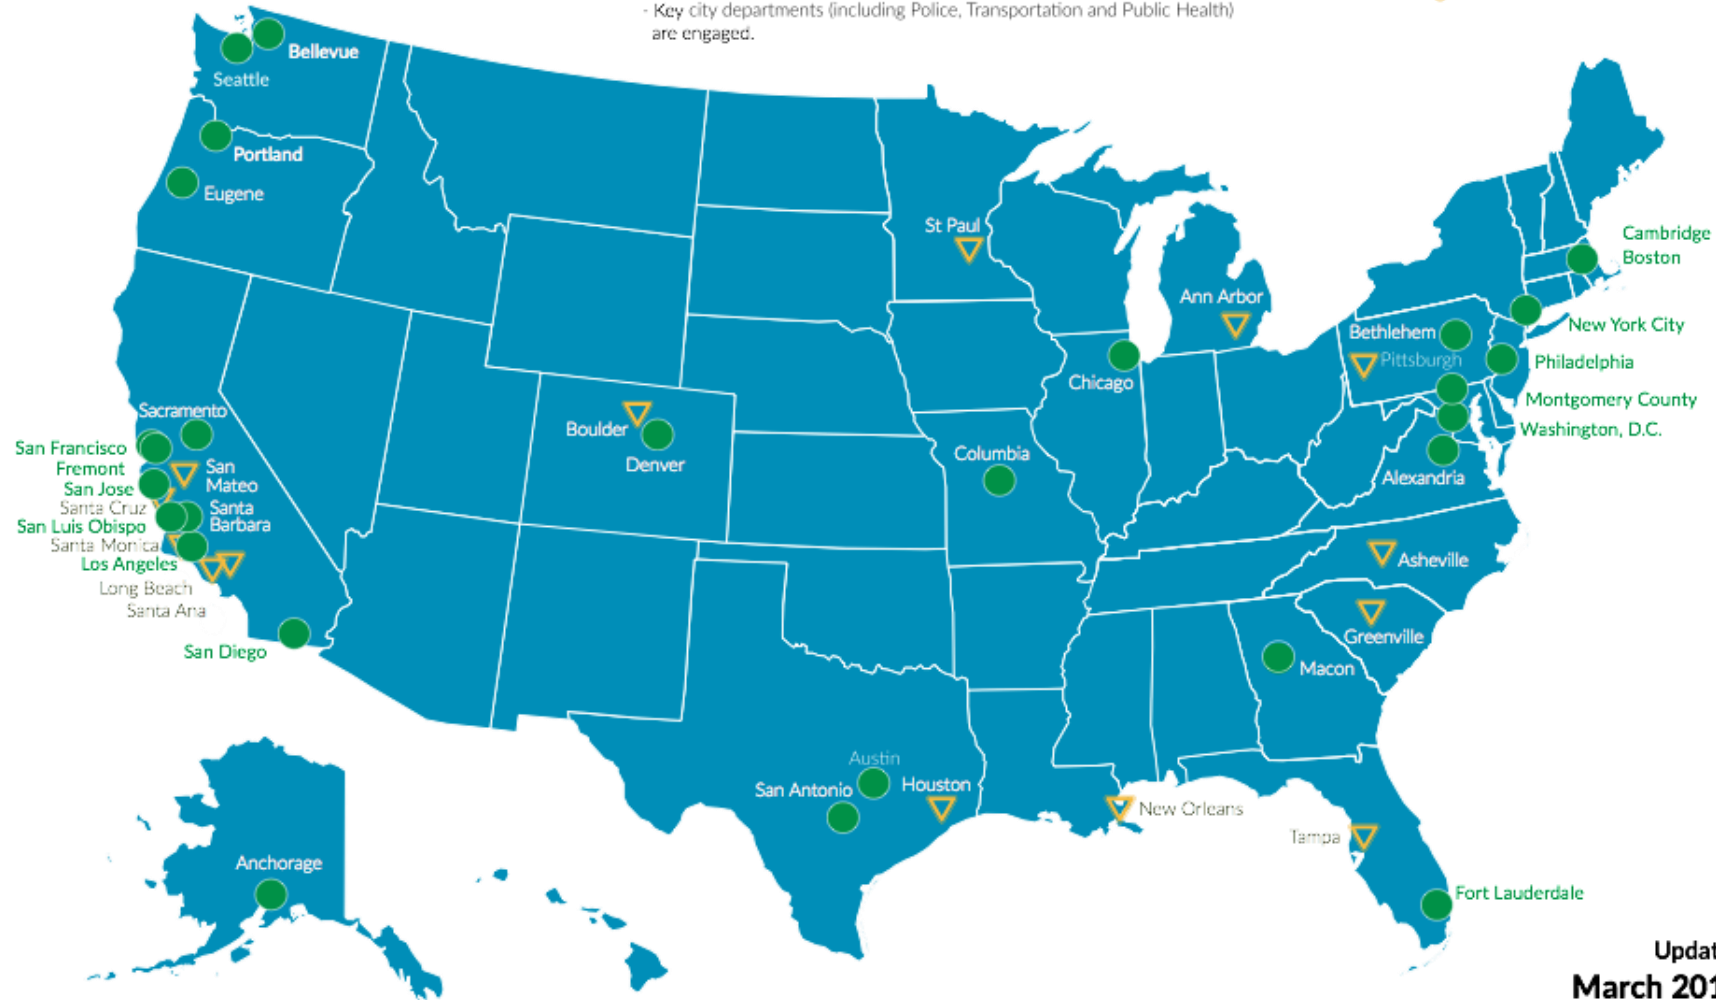 - Key city departments (including Police, Transportation and Public Health)
are engaged.
Bellevue
Seattle
Portland
Eugene
St Paul
Ann Arbor
Cambridge
Boston
New York City
Bethlehem
Pittsburgh
Philadelphia
Chicago
Montgomery County
Washington, D.C.
Alexandria
Sacramento
Boulder
Denver
Columbia
San Francisco
Fremont
San Jose
San
Mateo
Santa Cruz
Santa
Barbara
San Luis Obispo
Santa Monica
Los Angeles
Long Beach
Santa Ana
San Diego
Asheville
Greenville
Macon
Austin
San Antonio
Houston
New Orleans
Tampa
Fort Lauderdale
Anchorage
Updat
March 201